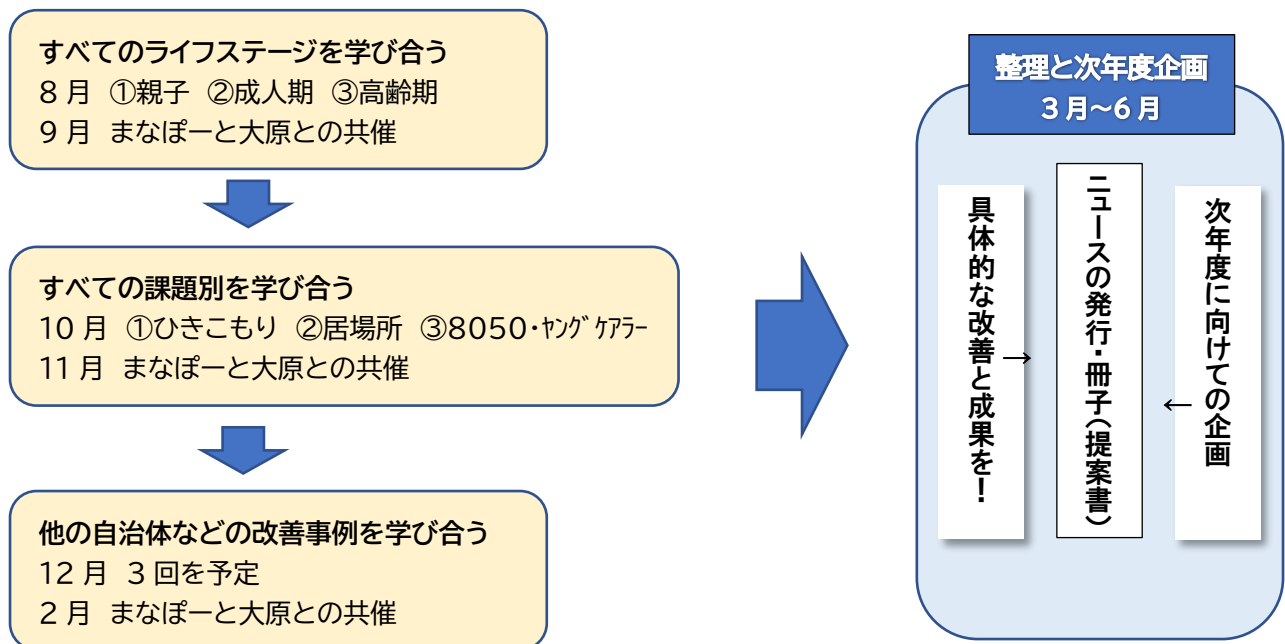 すべてのライフステージを学び合う
8月 ①親子 ②成人期 ③高齢期
9月 まなぽーと大原との共催
すべての課題別を学び合う
10月 ①ひきこもり ②居場所 ③8050・ﾔﾝｸﾞｹｱﾗｰ
11月 まなぽーと大原との共催
他の自治体などの改善事例を学び合う
12月 3回を予定
2月 まなぽーと大原との共催
整理と次年度企画
3月~6月
次年度に向けての企画
←
ニュースの発行・冊子(提案書)
→
具体的な改善と成果を!